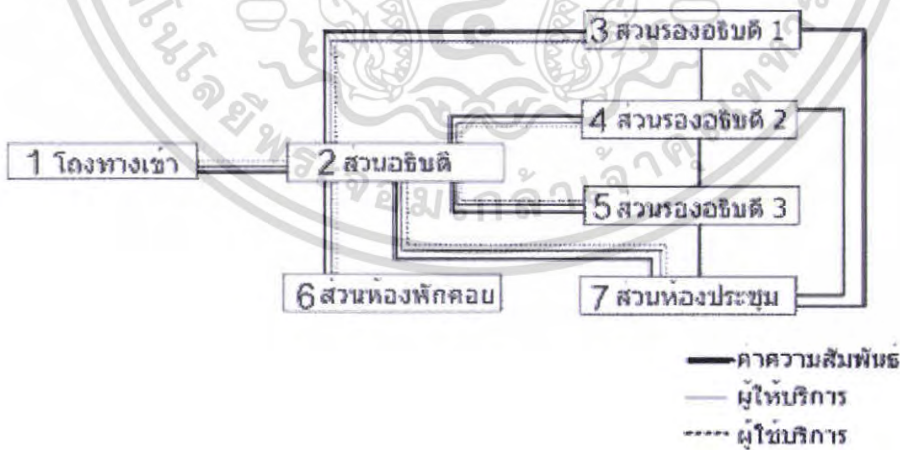 3 ส่วนรองอธิบดี 1
4 ส่วนรองอธิบดี 2
1 โถงทางเข้า
2 ส่วนอธิบดี
5 ส่วนรองอธิบดี 3
6 ส่วนห้องพักคอย
7 ส่วนห้องประชุม
ค่าความสัมพันธ์
ผู้ให้บริการ
ผู้ใช้บริการ